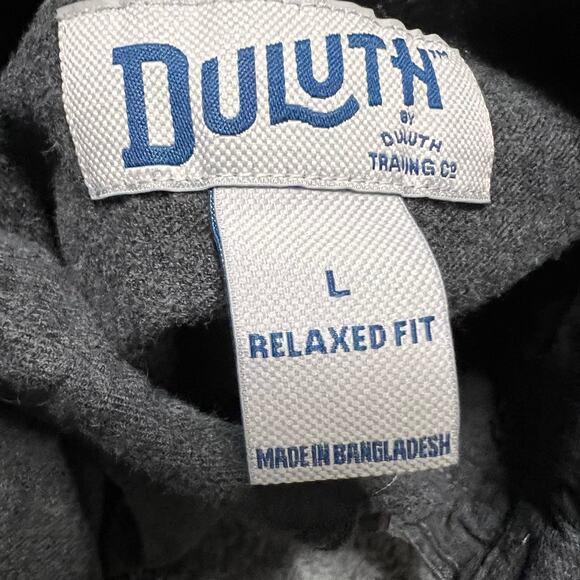 DULUTH™
BY
DULUTH
TRADING CO
L
RELAXED FIT
MADE IN BANGLADESH